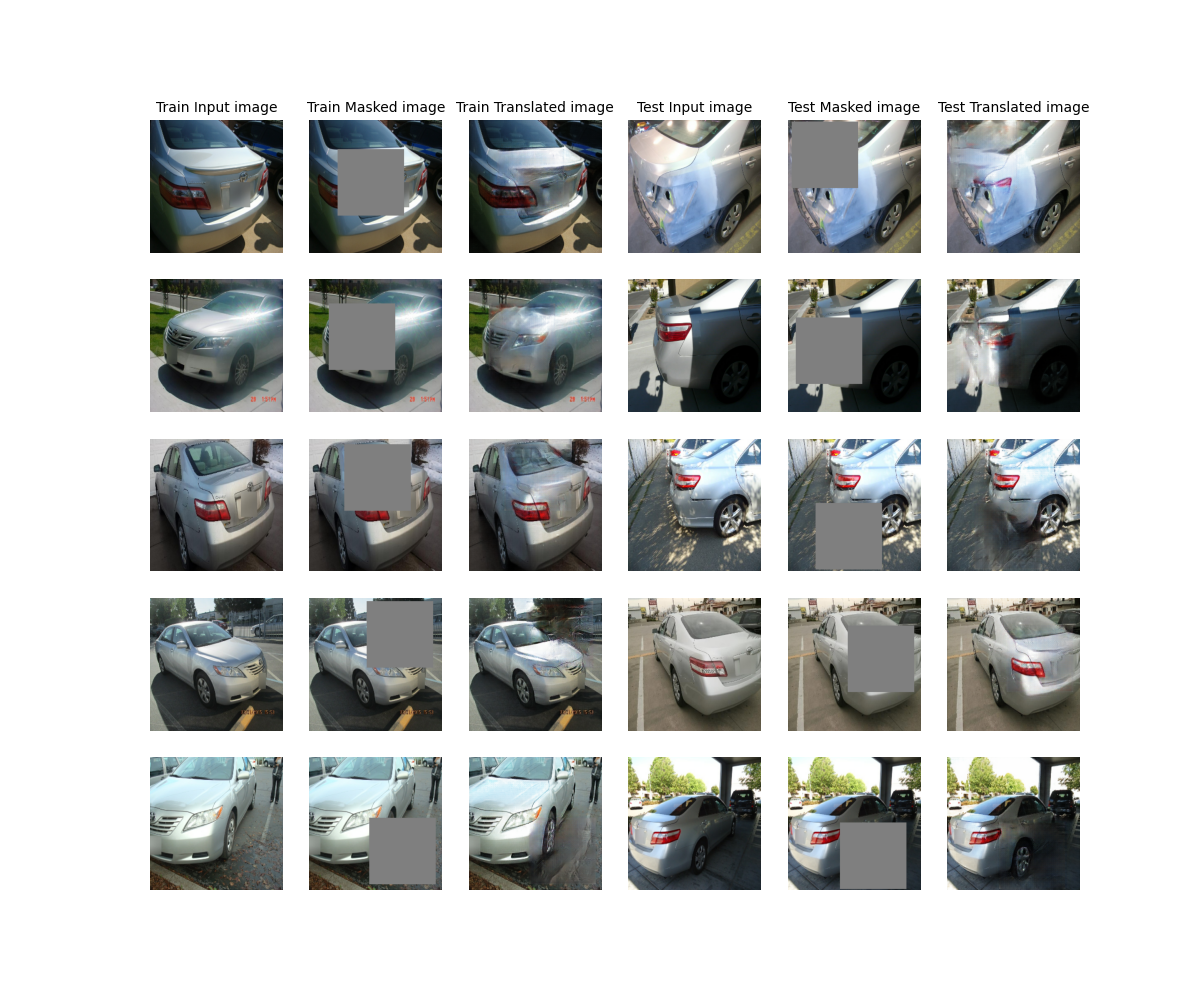 Train Input image
Train Masked image
Train Translated image
Test Input image
Test Masked image
Test Translated image